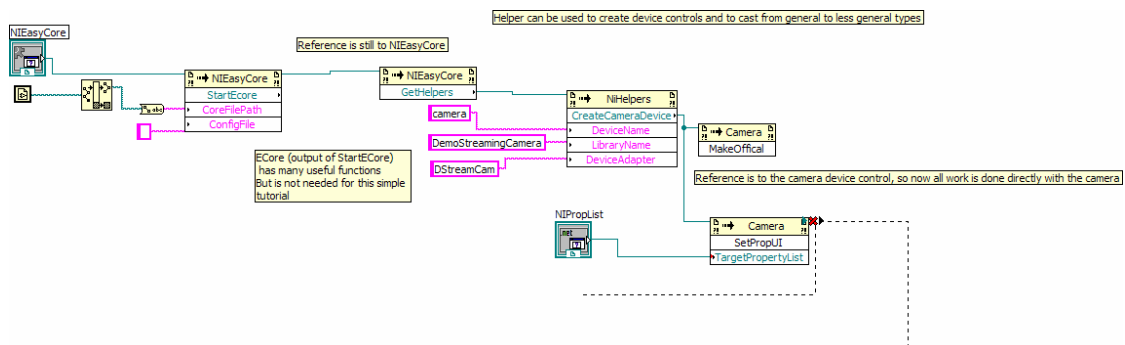 Helper can be used to create device controls and to cast from general to less general types
NIEasyCore
Reference is still to NIEasyCore
NIEasyCore
StartEcore
CoreFilePath
ConfigFile
NIEasyCore
GetHelpers
NiHelpers
CreateCameraDevice
DeviceName
LibraryName
DeviceAdapter
camera
DemoStreamingCamera
DStreamCam
Camera
MakeOffical
ECore (output of StartECore)
has many useful functions
But is not needed for this simple
tutorial
Reference is to the camera device control, so now all work is done directly with the camera
NIPropList
.net
Camera
SetPropUI
TargetPropertyList